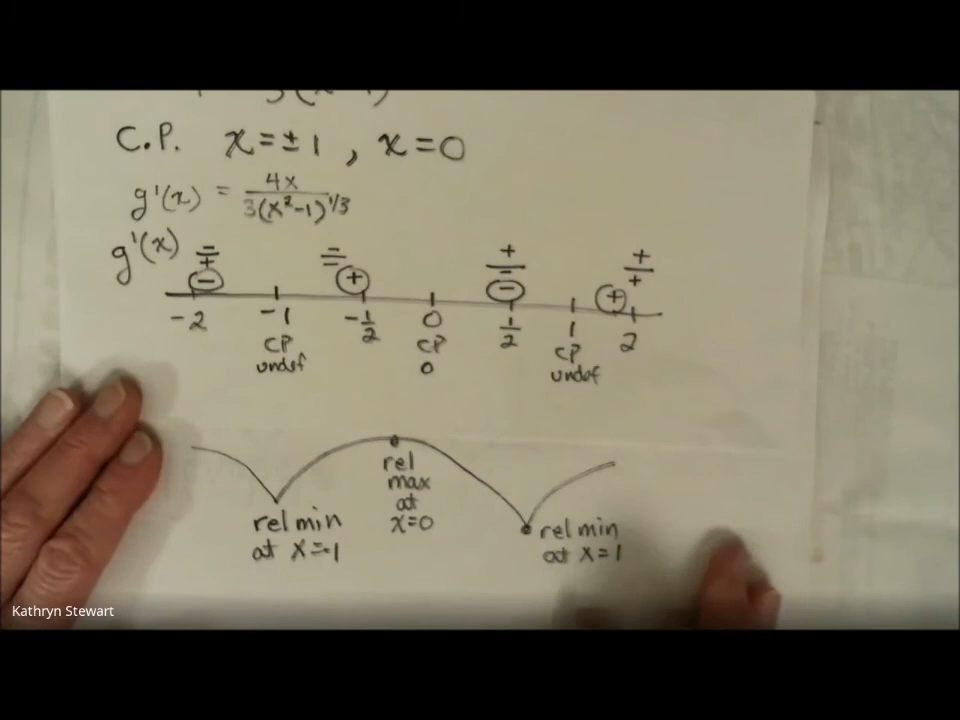 C.P. x=±1, x=0
g'(x) = 4x / 3(x²-1)^1/3
g'(x) -/+ -/- +/- +/+
- + - +
-2 -1 -1/2 0 1/2 1 2
CP CP CP
undef 0 undef
rel
max
at
x=0
rel min
at x=-1
rel min
at x=1
Kathryn Stewart